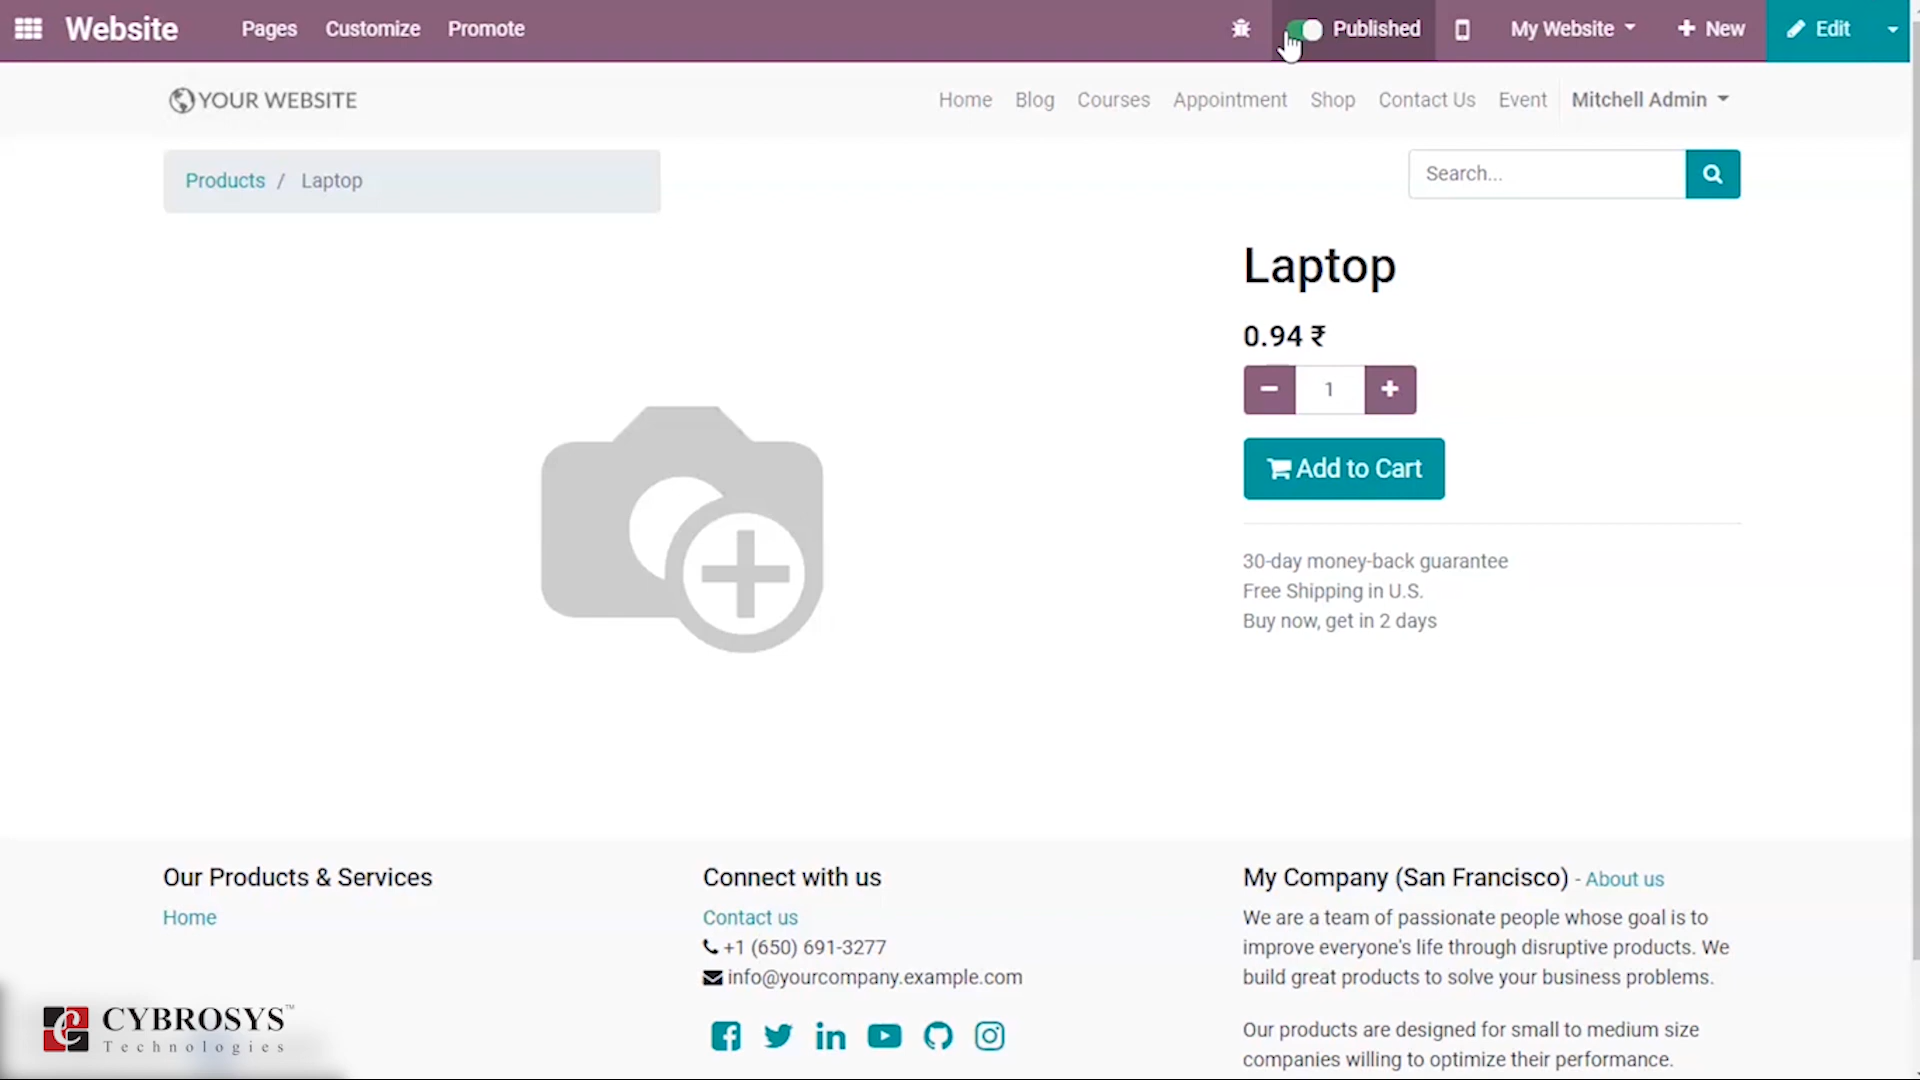 Website Pages Customize Promote Published My Website New Edit
YOUR WEBSITE Home Blog Courses Appointment Shop Contact Us Event Mitchell Admin
Products / Laptop Search...
Laptop
0.94 ₹
1
Add to Cart
30-day money-back guarantee
Free Shipping in U.S.
Buy now, get in 2 days
Our Products & Services
Home
Connect with us
Contact us
+1 (650) 691-3277
info@yourcompany.example.com
My Company (San Francisco) - About us
We are a team of passionate people whose goal is to
improve everyone's life through disruptive products. We
build great products to solve your business problems.
Our products are designed for small to medium size
companies willing to optimize their performance.
CYBROSYS™
Technologies